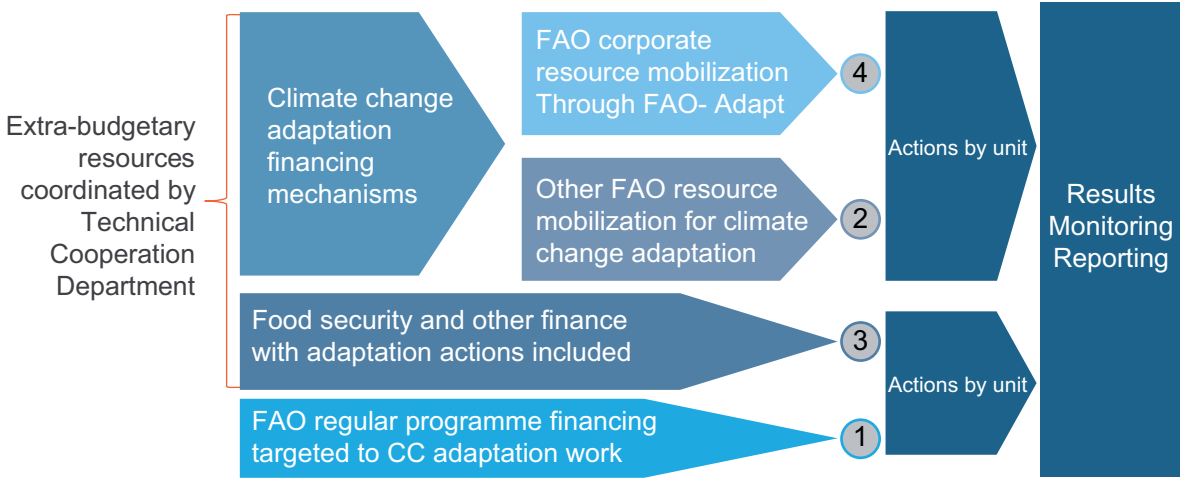 Extra-budgetary
resources
coordinated by
Technical
Cooperation
Department
Climate change
adaptation
financing
mechanisms
FAO corporate
resource mobilization
Through FAO- Adapt
4
Other FAO resource
mobilization for climate
change adaptation
2
Actions by unit
Food security and other finance
with adaptation actions included
3
FAO regular programme financing
targeted to CC adaptation work
1
Actions by unit
Results
Monitoring
Reporting